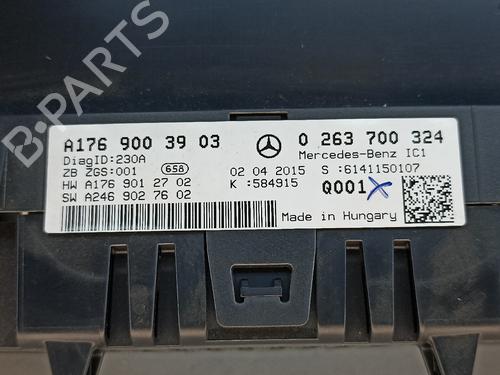 B-PARTS
A176 900 39 03
0 263 700 324
DiagID:230A
Mercedes-Benz IC1
ZB ZGS:001
658
02 04 2015
S :6141150107
HW A176 901 27 02
K :584915
Q001X
SW A246 902 76 02
Made in Hungary